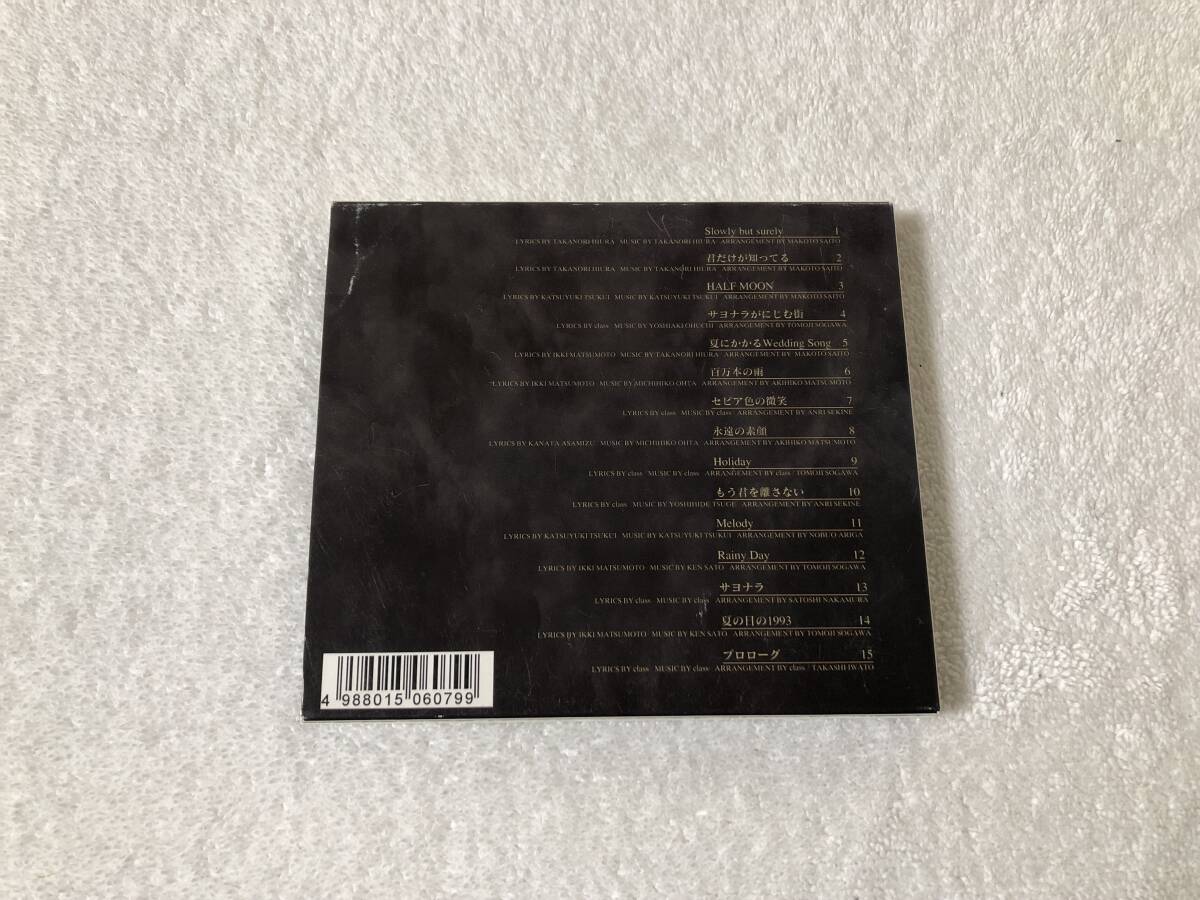 Slowly but surely 1
LYRICS BY TAKANORI HIURA MUSIC BY TAKANORI HIURA ARRANGEMENT BY MAKOTO SAITO
君だけが知ってる 2
LYRICS BY TAKANORI HIURA MUSIC BY TAKANORI HIURA ARRANGEMENT BY MAKOTO SAITO
HALF MOON 3
LYRICS BY KATSUYUKI TSUKUI MUSIC BY KATSUYUKI TSUKUI ARRANGEMENT BY MAKOTO SAITO
サヨナラがにじむ街 4
LYRICS BY class MUSIC BY YOSHIAKI OHUCHI ARRANGEMENT BY TOMOJI SOGAWA
夏にかかるWedding Song 5
LYRICS BY IKKI MATSUMOTO MUSIC BY TAKANORI HIURA ARRANGEMENT BY MAKOTO SAITO
百万本の雨 6
LYRICS BY IKKI MATSUMOTO MUSIC BY MICHIHIKO OHTA ARRANGEMENT BY AKIHIKO MATSUMOTO
セピア色の微笑 7
LYRICS BY class MUSIC BY class ARRANGEMENT BY ANRI SEKINE
永遠の素顔 8
LYRICS BY KANATA ASAMIZU MUSIC BY MICHIHIKO OHTA ARRANGEMENT BY AKIHIKO MATSUMOTO
Holiday 9
LYRICS BY class MUSIC BY class ARRANGEMENT BY class / TOMOJI SOGAWA
もう君を離さない 10
LYRICS BY class MUSIC BY YOSHIHIDE TSUGE ARRANGEMENT BY ANRI SEKINE
Melody 11
LYRICS BY KATSUYUKI TSUKUI MUSIC BY KATSUYUKI TSUKUI ARRANGEMENT BY NOBUO ARIGA
Rainy Day 12
LYRICS BY IKKI MATSUMOTO MUSIC BY KEN SATO ARRANGEMENT BY TOMOJI SOGAWA
サヨナラ 13
LYRICS BY class MUSIC BY class ARRANGEMENT BY SATOSHI NAKAMURA
夏の日の1993 14
LYRICS BY IKKI MATSUMOTO MUSIC BY KEN SATO ARRANGEMENT BY TOMOJI SOGAWA
プロローグ 15
LYRICS BY class MUSIC BY class ARRANGEMENT BY class / TAKASHI IWATO
4 988015 060799